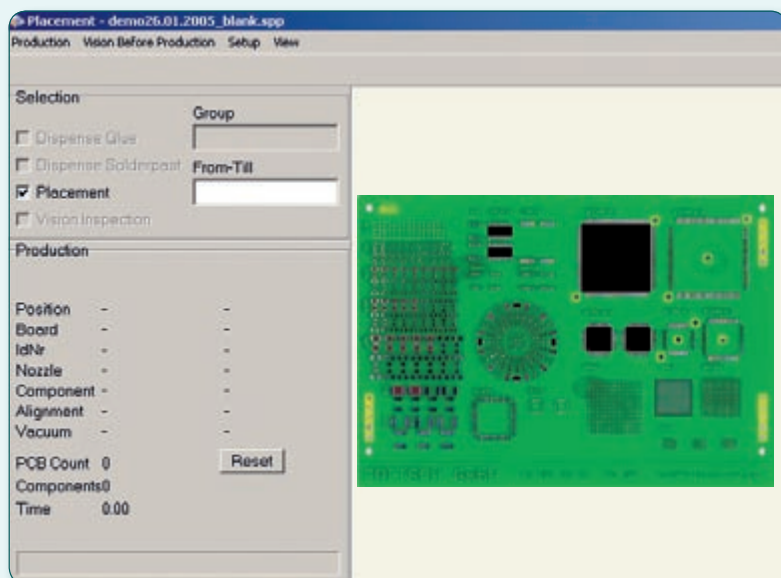 Placement - demo26.01.2005_blank.spp
Production Vision Before Production Setup View
Selection
Group
Dispense Glue
Dispense Solderpast From-Till
Placement
Vision Inspection
Production
Position - -
Board - -
IdNr - -
Nozzle - -
Component - -
Alignment - -
Vacuum - -
PCB Count 0 Reset
Components0
Time 0.00